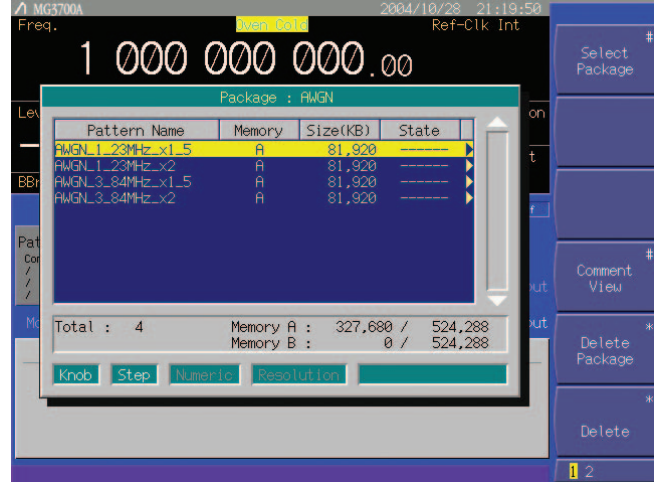 MG3700A 2004/10/28 21:19:50
Freq. Oven Cold Ref-Clk Int
1 000 000 000.00
Package : AWGN
Pattern Name Memory Size(KB) State
AWGN_1_23MHz_x1_5 A 81,920 ------
AWGN_1_23MHz_x2 A 81,920 ------
AWGN_3_84MHz_x1_5 A 81,920 ------
AWGN_3_84MHz_x2 A 81,920 ------
Total : 4 Memory A : 327,680 / 524,288
Memory B : 0 / 524,288
Knob Step Numeric Resolution
#
Select
Package
#
Comment
View
*
Delete
Package
*
Delete
1 2